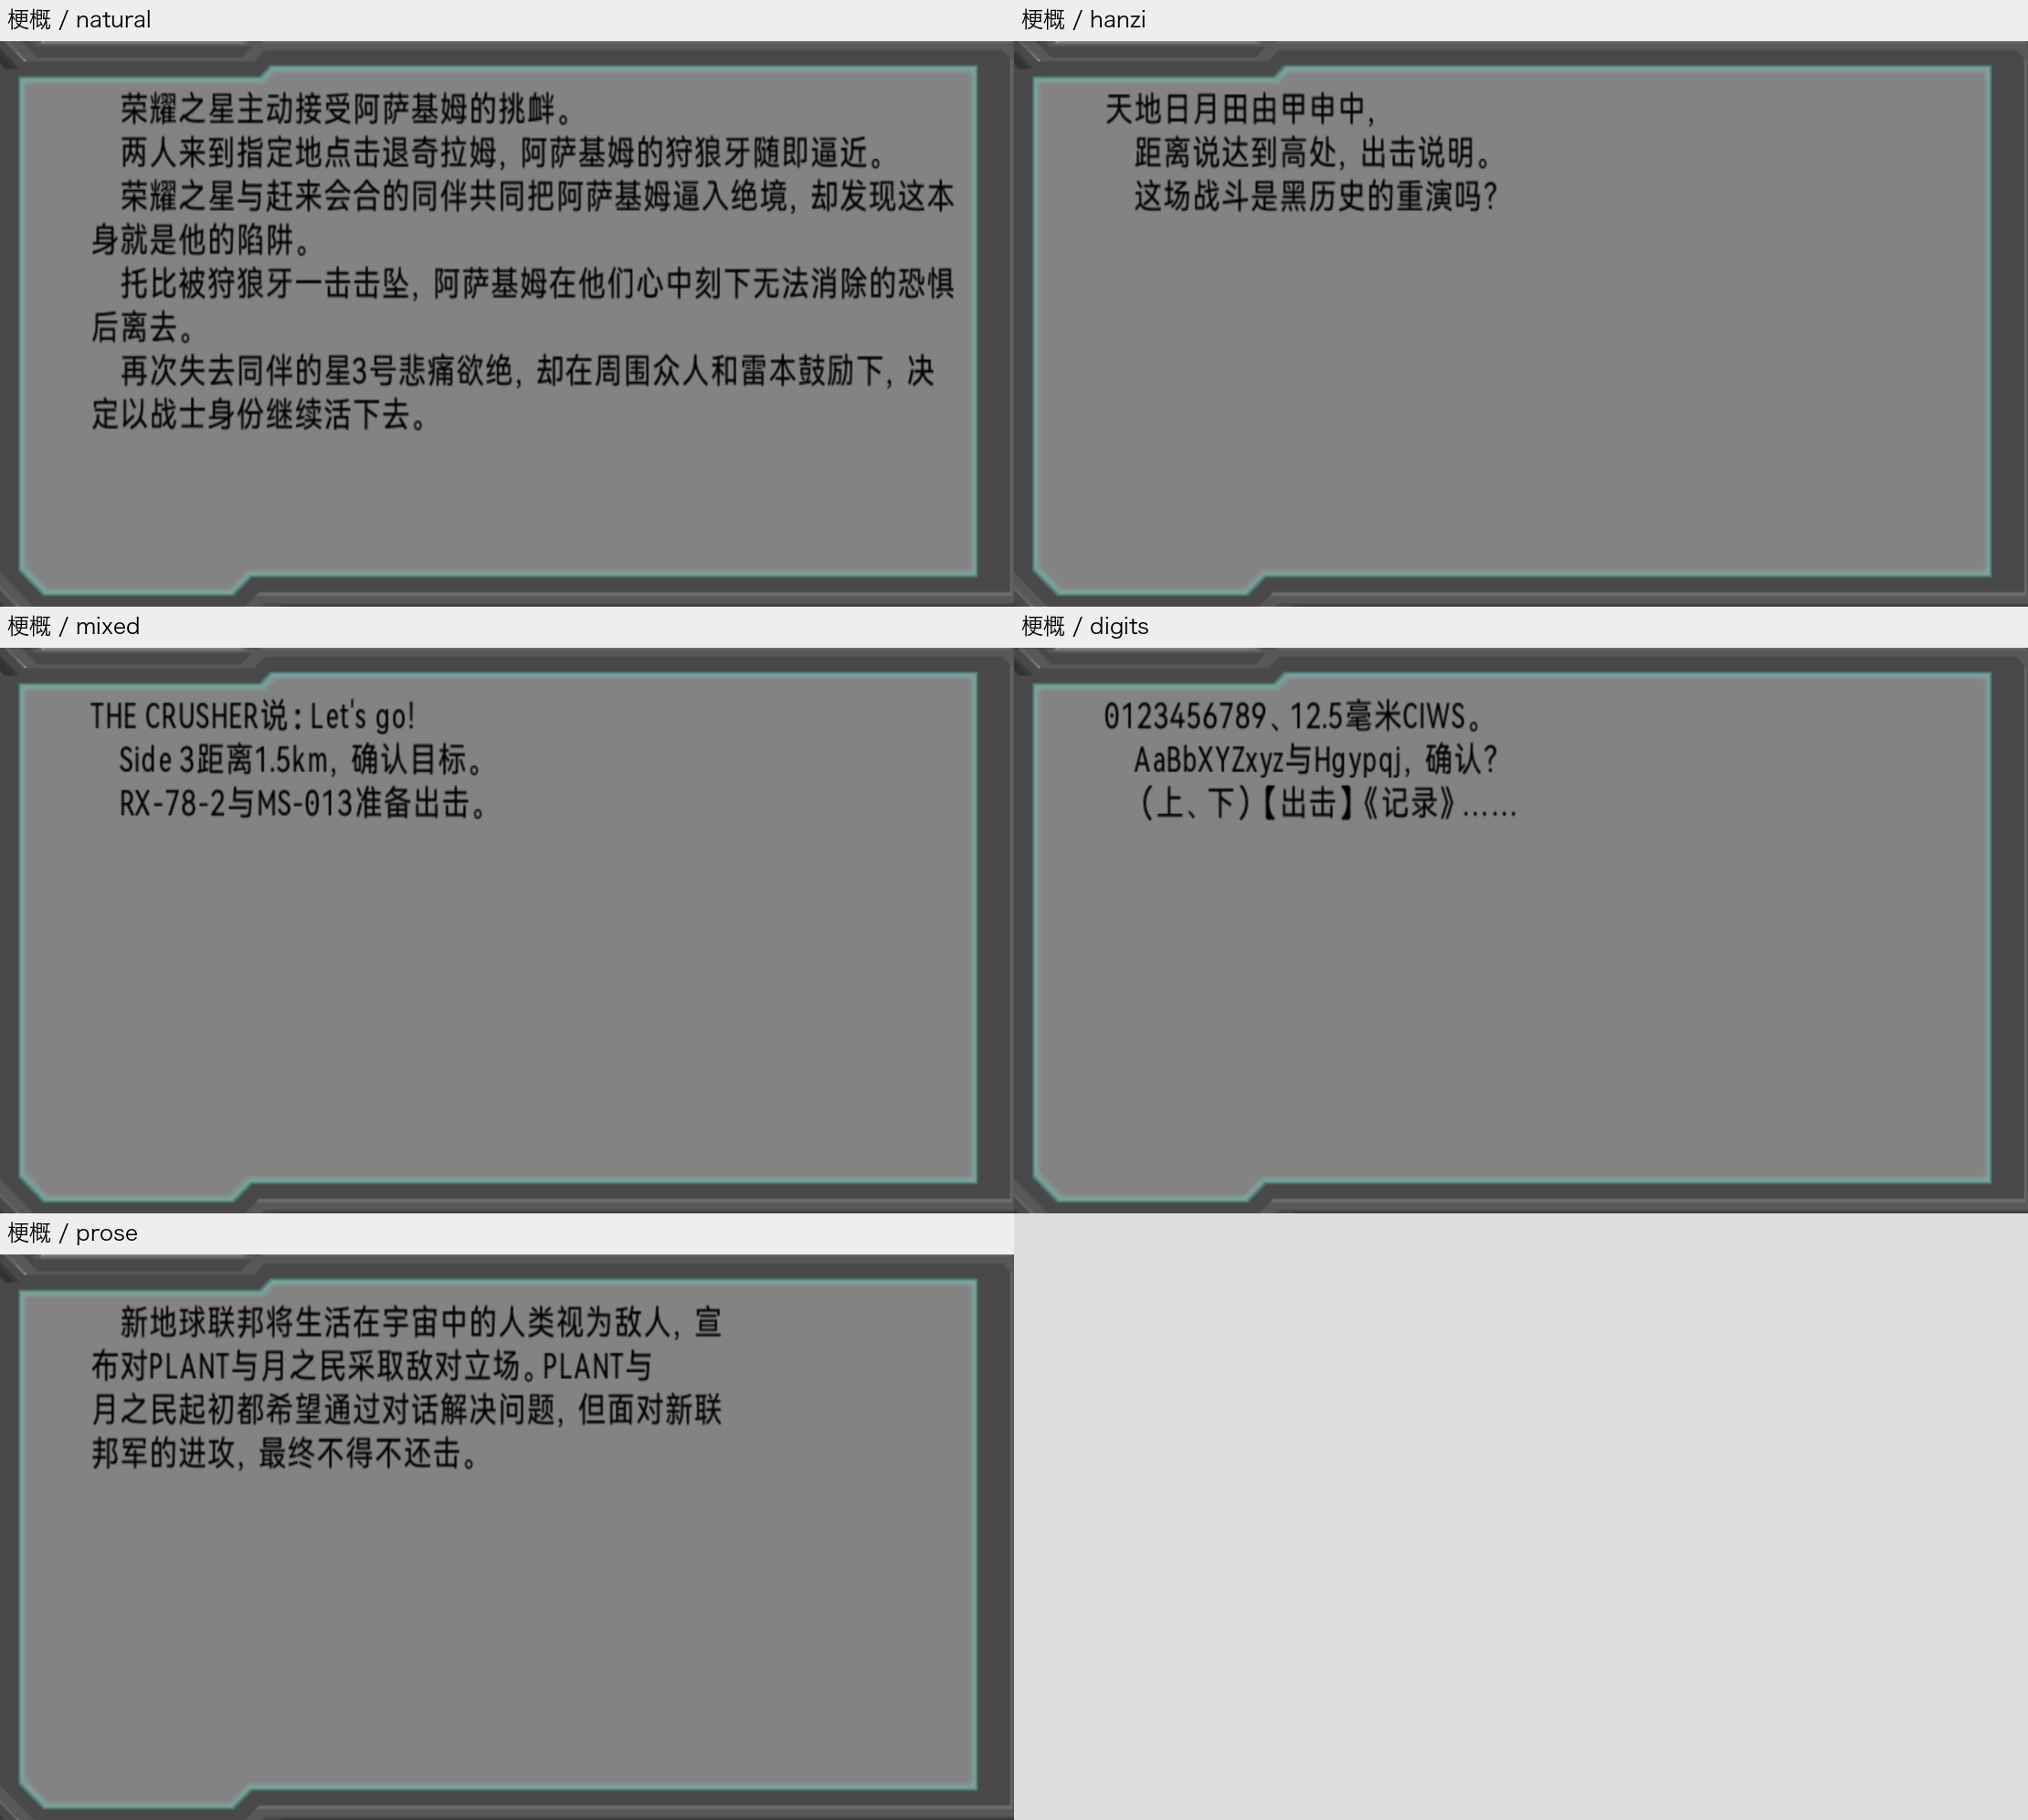 梗概 / natural
荣耀之星主动接受阿萨基姆的挑衅。
两人来到指定地点击退奇拉姆，阿萨基姆的狩狼牙随即逼近。
荣耀之星与赶来会合的同伴共同把阿萨基姆逼入绝境，却发现这本
身就是他的陷阱。
托比被狩狼牙一击击坠，阿萨基姆在他们心中刻下无法消除的恐惧
后离去。
再次失去同伴的星3号悲痛欲绝，却在周围众人和雷本鼓励下，决
定以战士身份继续活下去。
梗概 / hanzi
天地日月田由甲申中，
距离说达到高处，出击说明。
这场战斗是黑历史的重演吗？
梗概 / mixed
THE CRUSHER说：Let's go!
Side 3距离1.5km，确认目标。
RX-78-2与MS-013准备出击。
梗概 / digits
0123456789、12.5毫米CIWS。
AaBbXYZxyz与Hgypqj，确认？
（上、下）【出击】《记录》……
梗概 / prose
新地球联邦将生活在宇宙中的人类视为敌人，宣
布对PLANT与月之民采取敌对立场。PLANT与
月之民起初都希望通过对话解决问题，但面对新联
邦军的进攻，最终不得不还击。